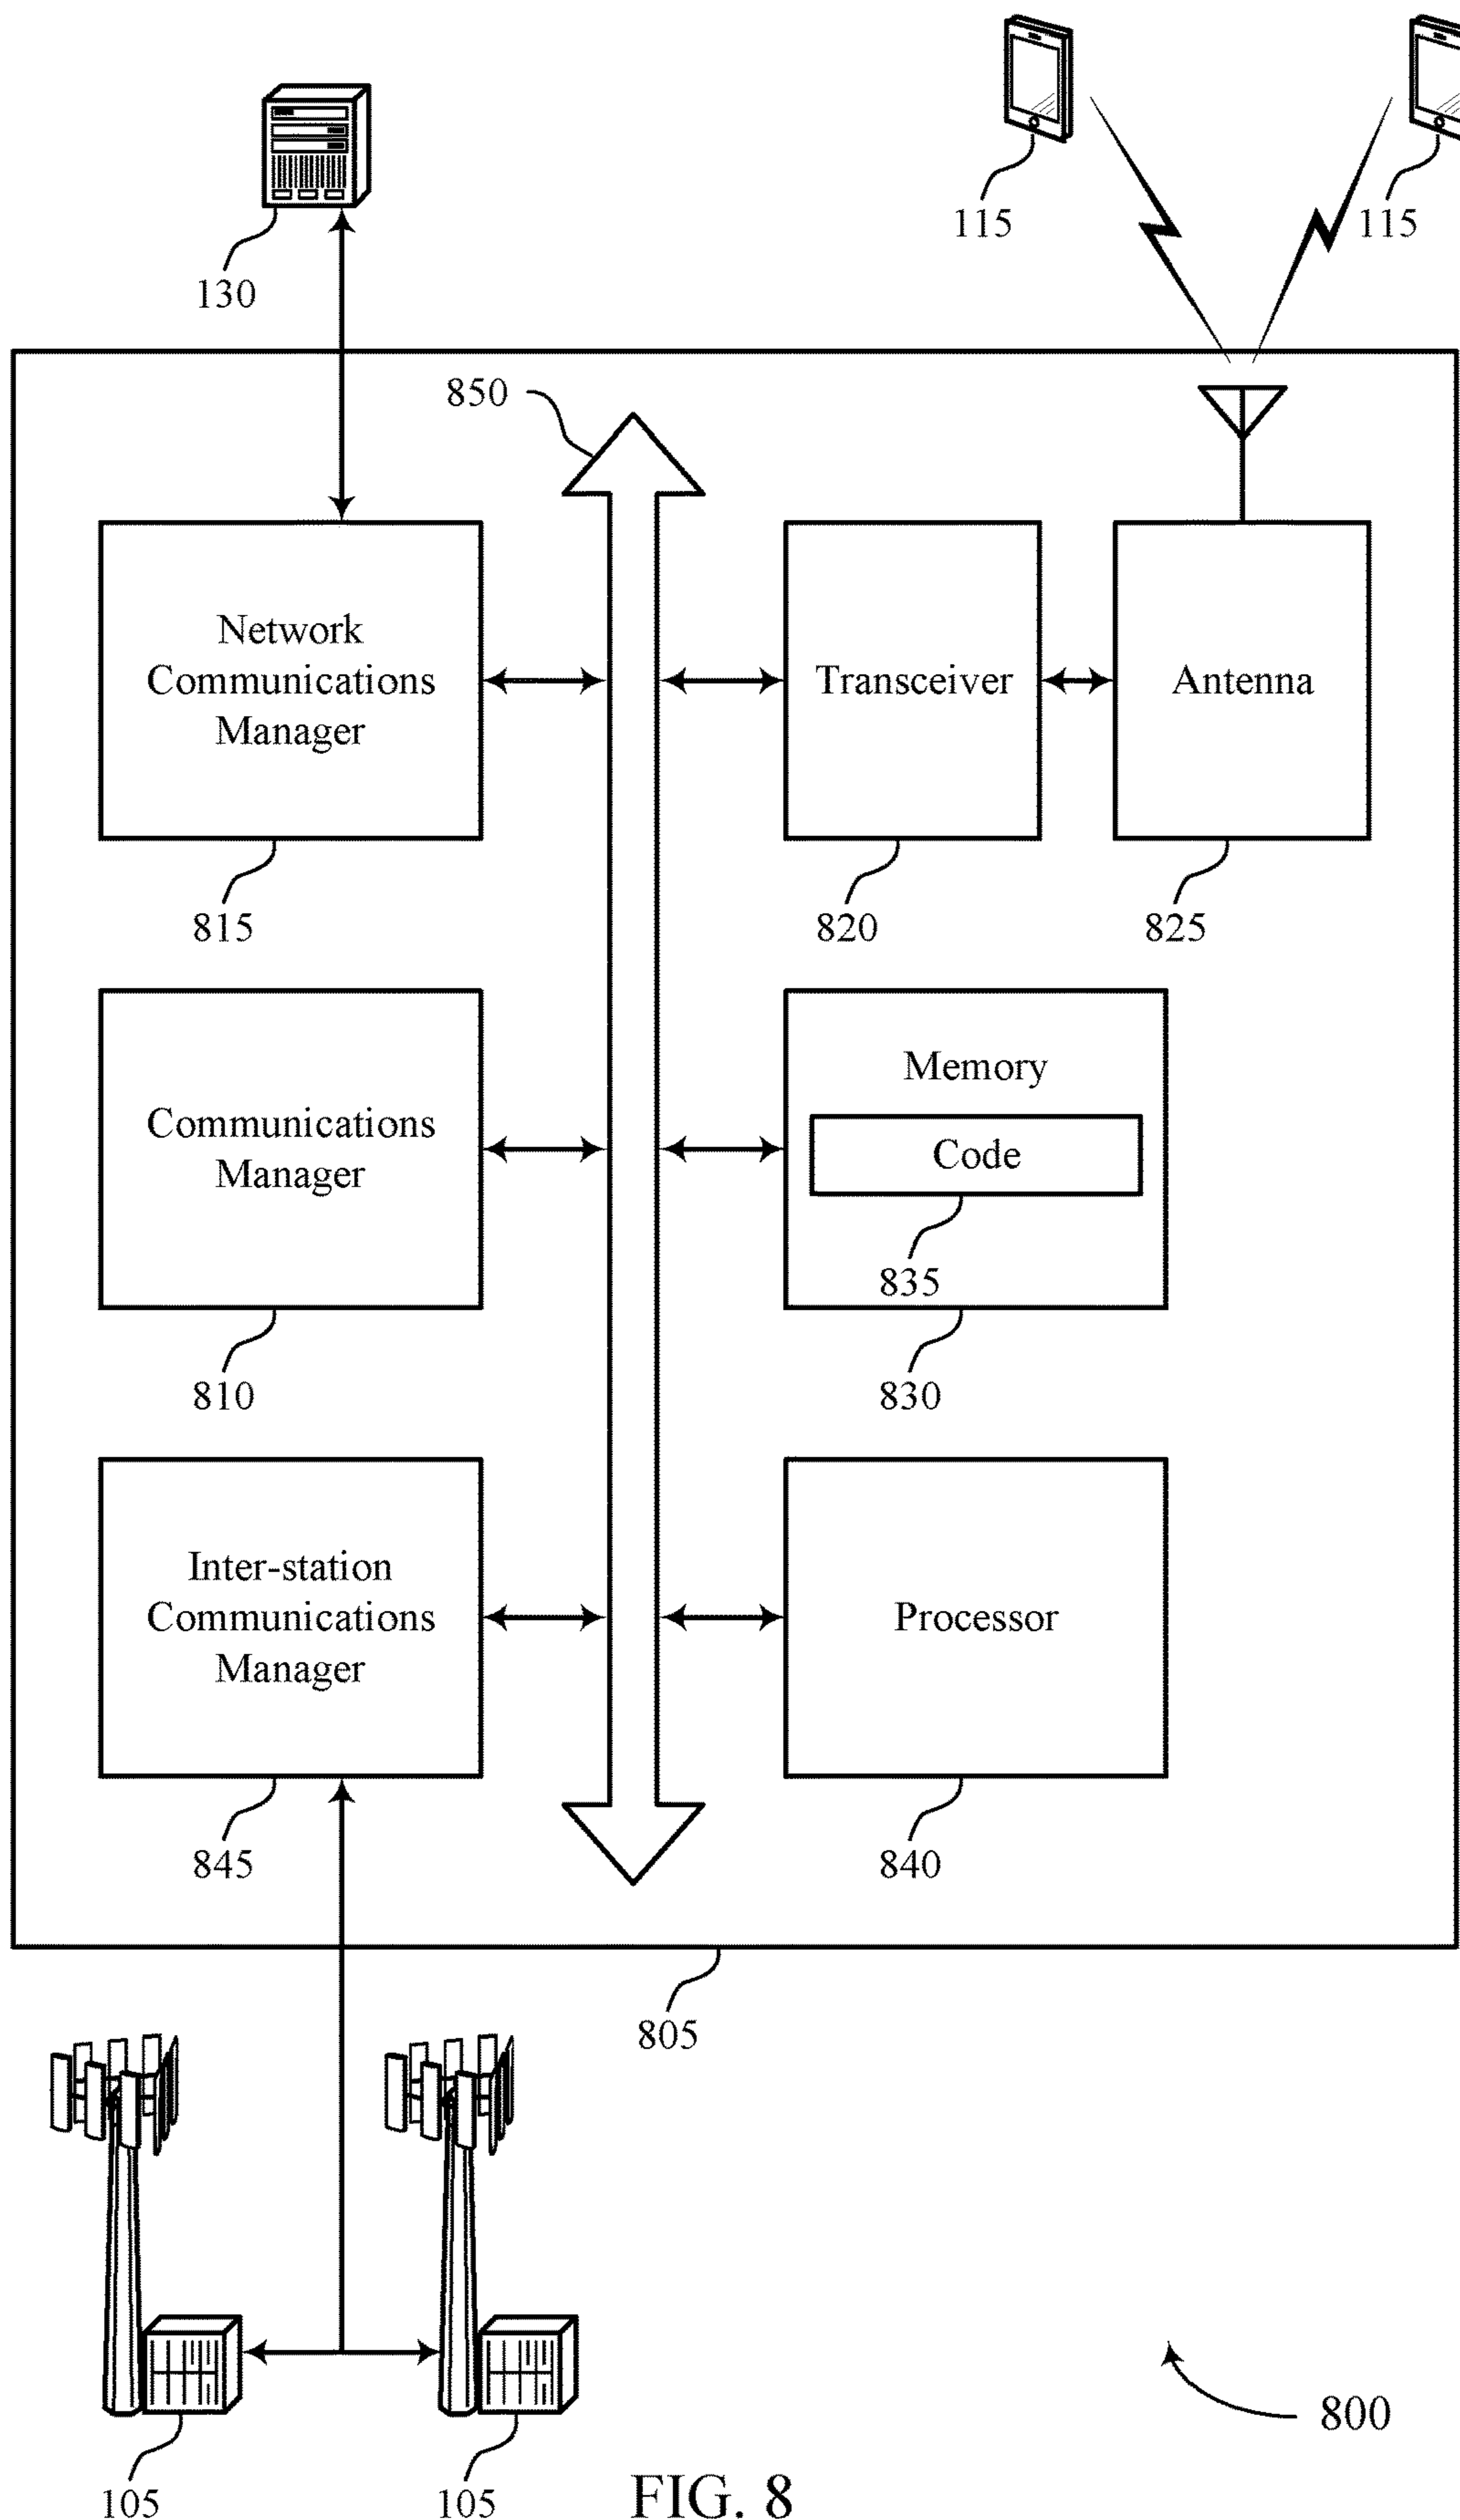 115
115
130
850
Network
Communications
Manager
Transceiver
Antenna
815
820
825
Communications
Manager
Memory
Code
835
810
830
Inter-station
Communications
Manager
Processor
845
840
805
800
105
105
FIG. 8